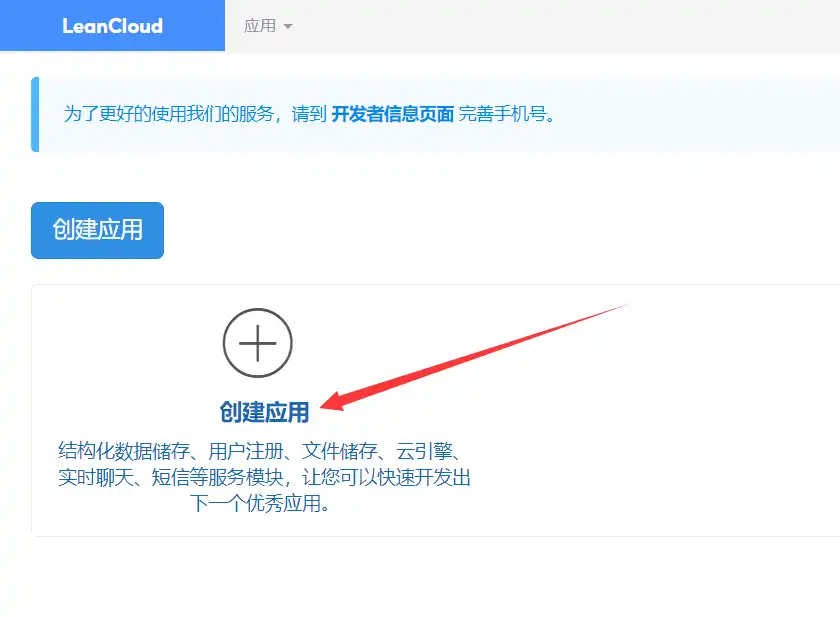 LeanCloud
应用
为了更好的使用我们的服务，请到 开发者信息页面 完善手机号。
创建应用
创建应用
结构化数据储存、用户注册、文件储存、云引擎、
实时聊天、短信等服务模块，让您可以快速开发出
下一个优秀应用。